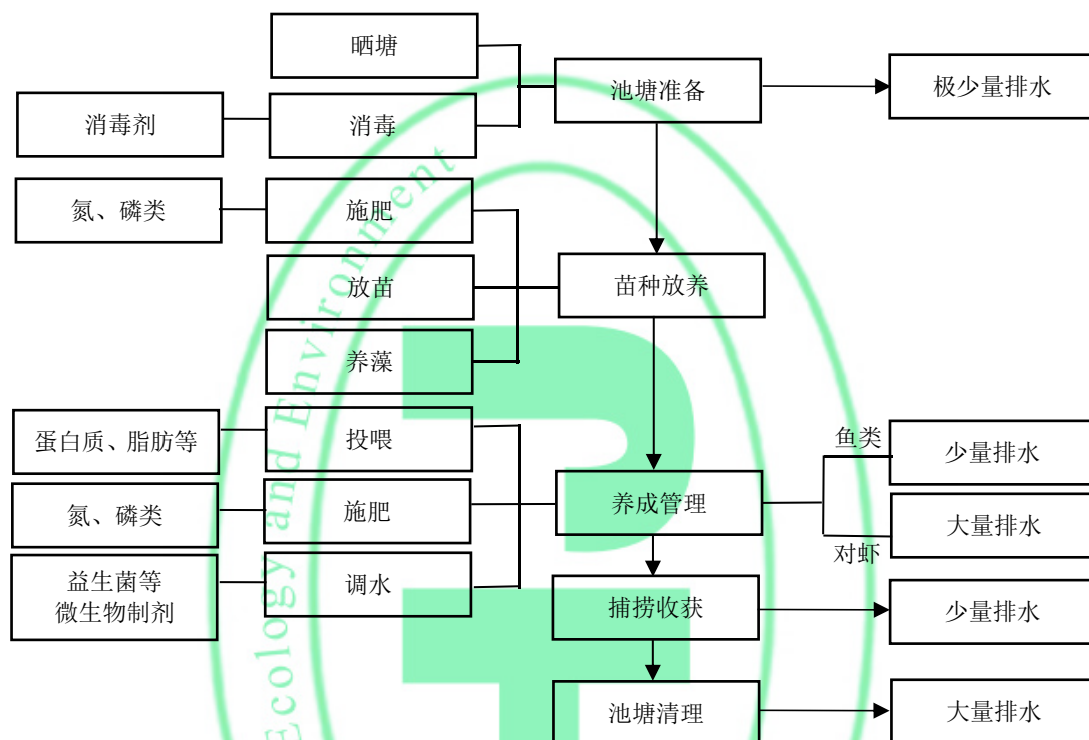 晒塘
池塘准备
极少量排水
消毒剂
消毒
氮、磷类
施肥
放苗
苗种放养
养藻
蛋白质、脂肪等
投喂
鱼类
少量排水
氮、磷类
施肥
养成管理
大量排水
对虾
益生菌等
微生物制剂
调水
捕捞收获
少量排水
池塘清理
大量排水
Ecology and Environment